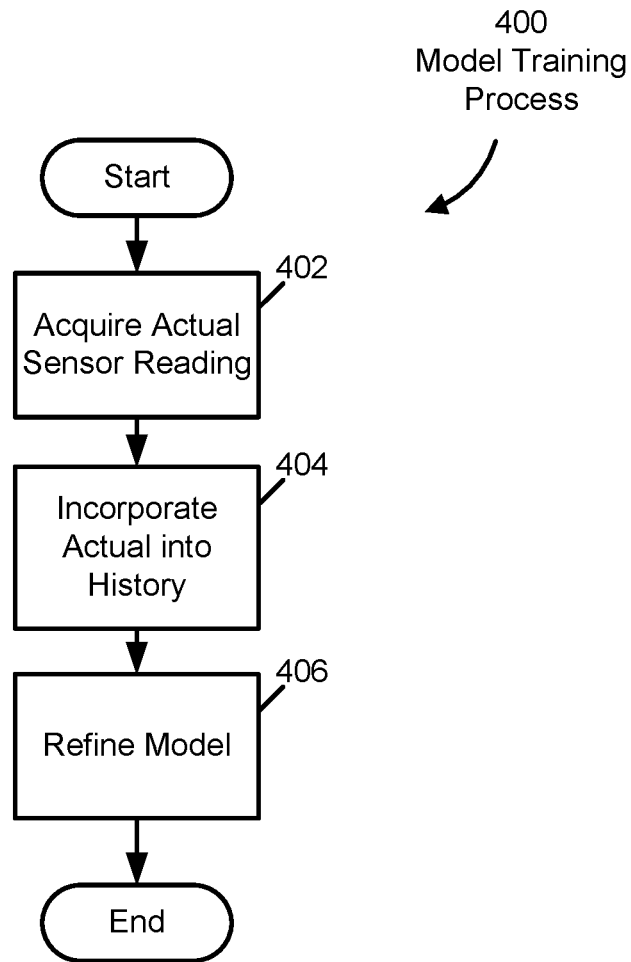 400
Model Training
Process
Start
402
Acquire Actual
Sensor Reading
404
Incorporate
Actual into
History
406
Refine Model
End